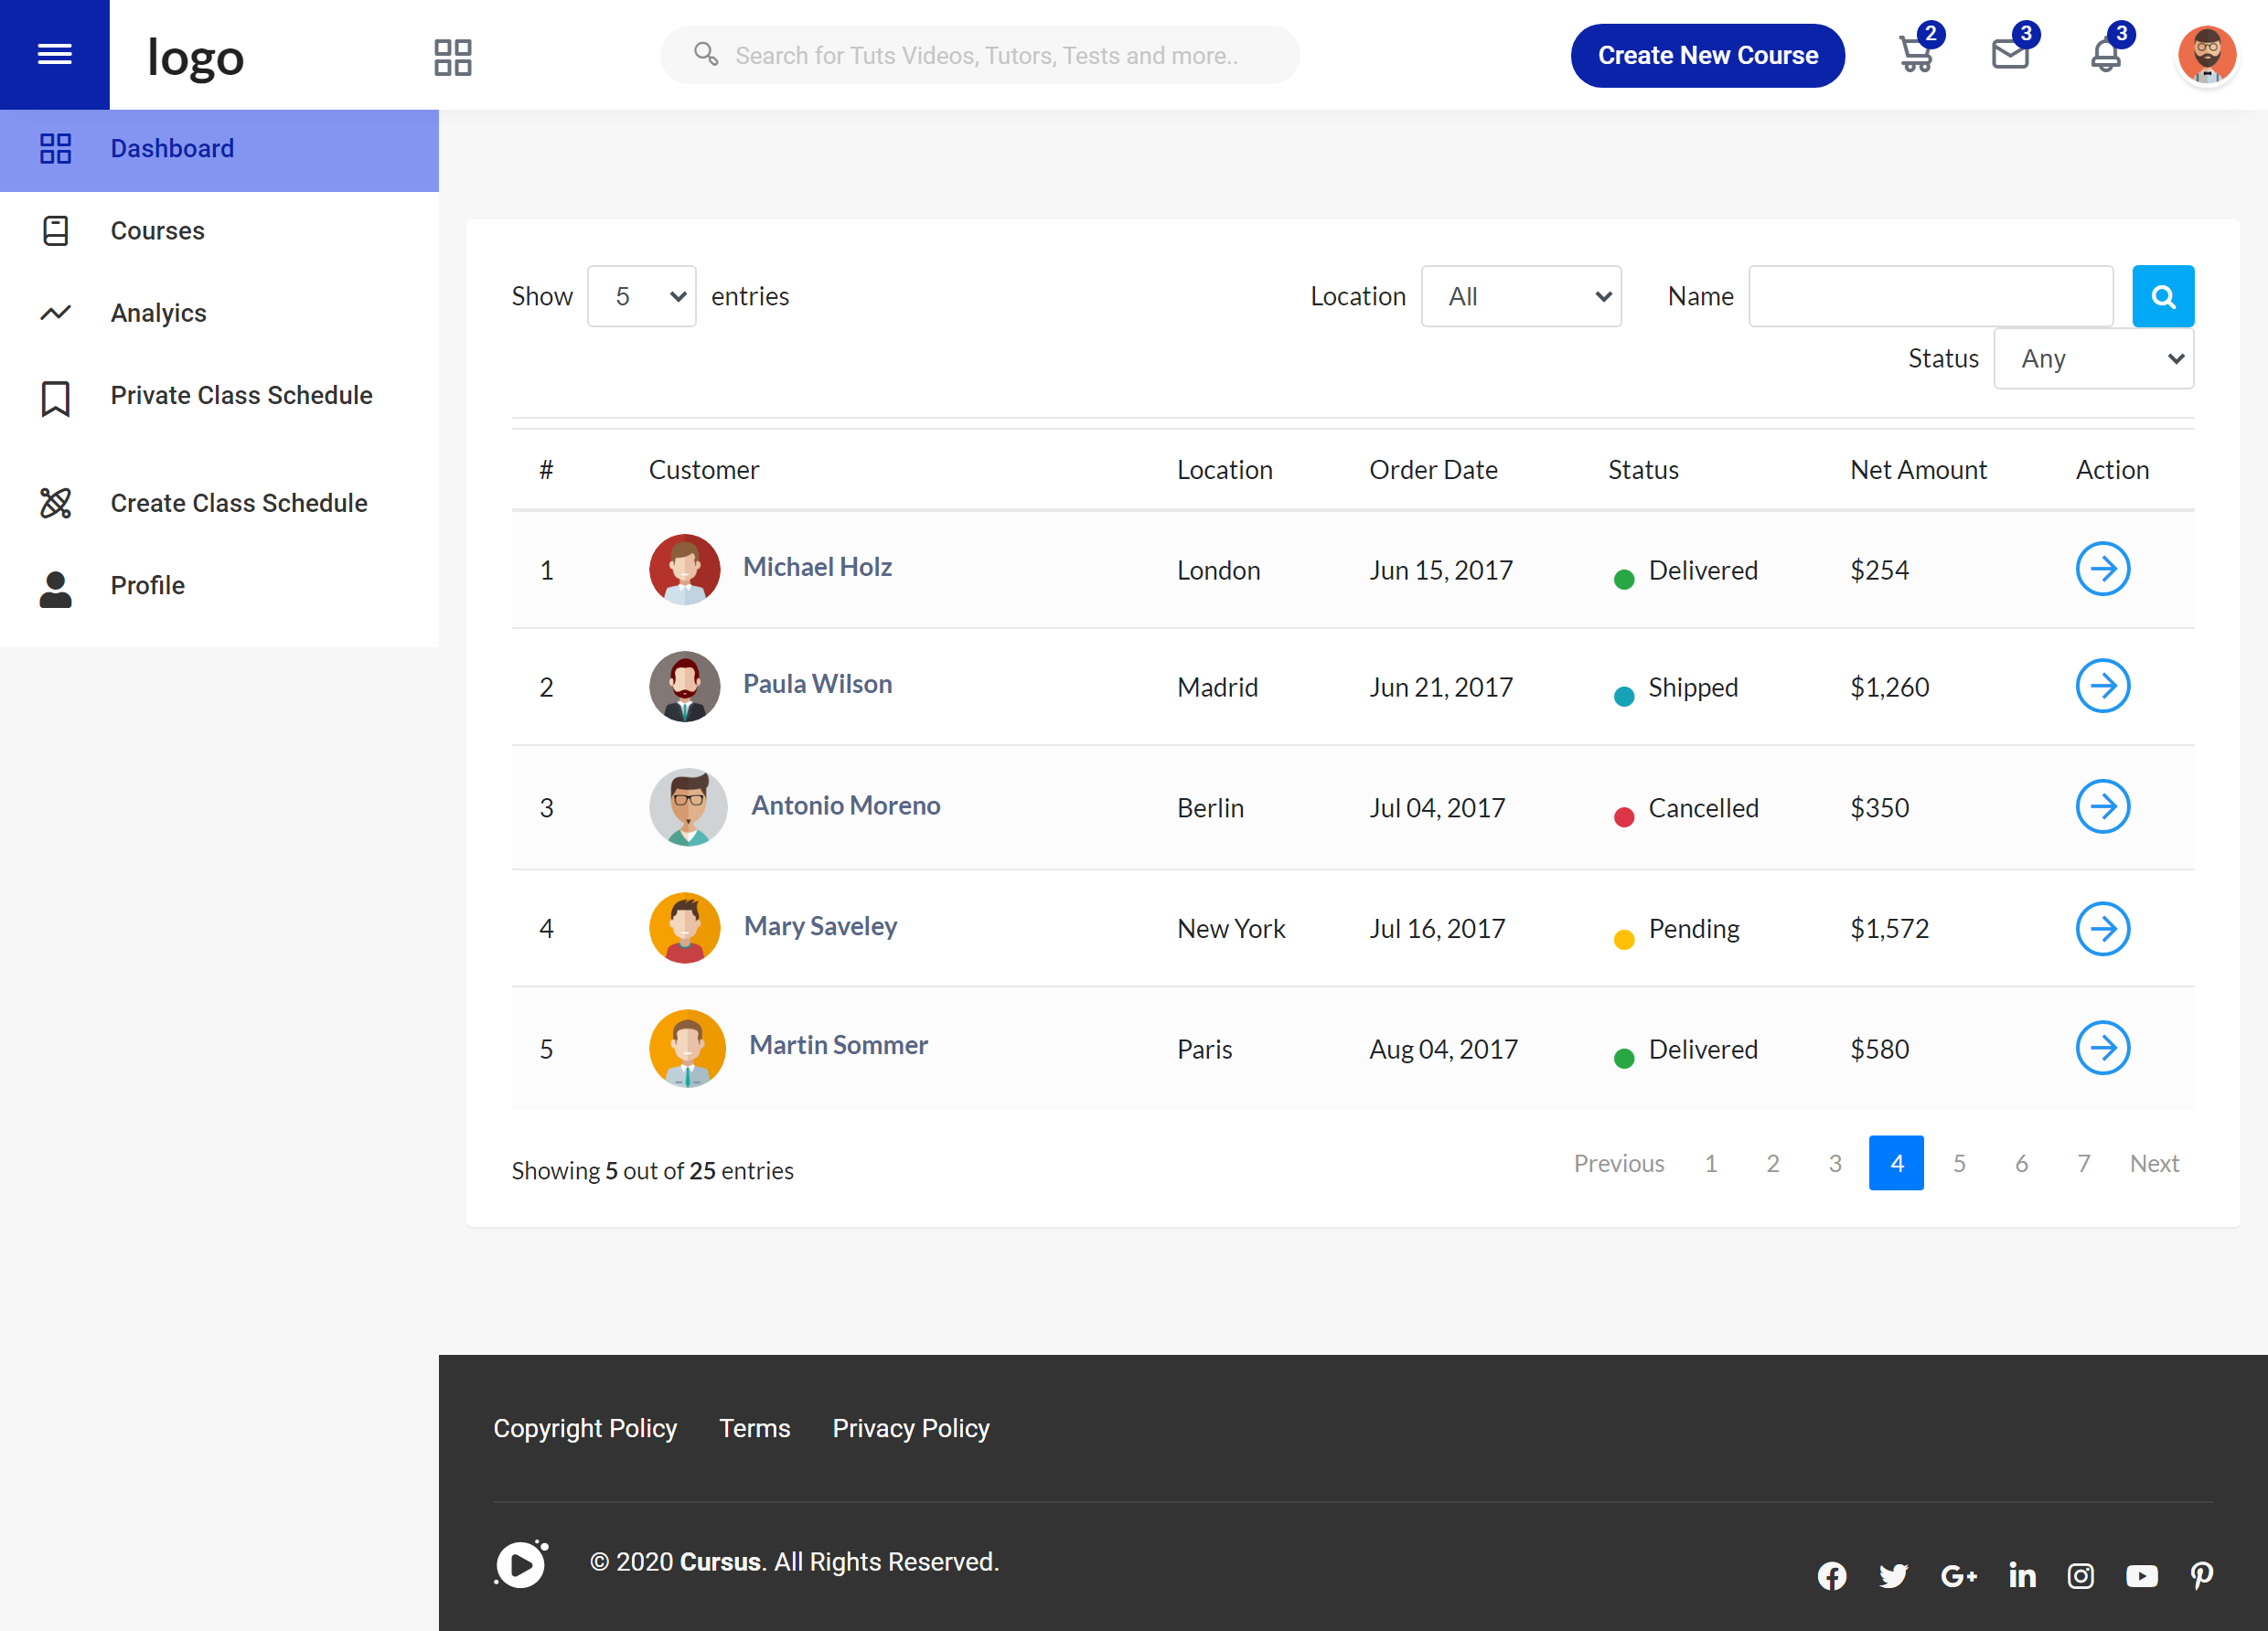 logo
Search for Tuts Videos, Tutors, Tests and more..
Create New Course
2
3
3
Dashboard
Courses
Analyics
Private Class Schedule
Create Class Schedule
Profile
Show 5 entries Location All Name
Status Any
# Customer Location Order Date Status Net Amount Action
1 Michael Holz London Jun 15, 2017 Delivered $254
2 Paula Wilson Madrid Jun 21, 2017 Shipped $1,260
3 Antonio Moreno Berlin Jul 04, 2017 Cancelled $350
4 Mary Saveley New York Jul 16, 2017 Pending $1,572
5 Martin Sommer Paris Aug 04, 2017 Delivered $580
Showing 5 out of 25 entries
Previous 1 2 3 4 5 6 7 Next
Copyright Policy Terms Privacy Policy
© 2020 Cursus. All Rights Reserved.